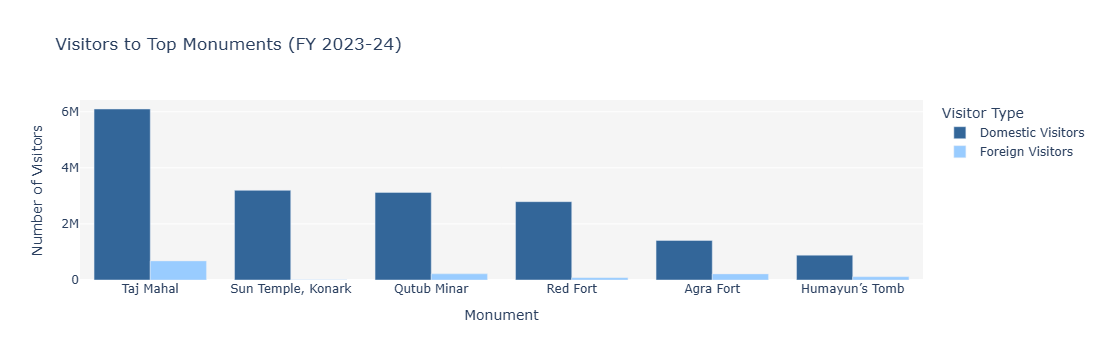 Visitors to Top Monuments (FY 2023-24)
Number of Visitors
6M
4M
2M
0
Taj Mahal
Sun Temple, Konark
Qutub Minar
Red Fort
Agra Fort
Humayun’s Tomb
Monument
Visitor Type
Domestic Visitors
Foreign Visitors